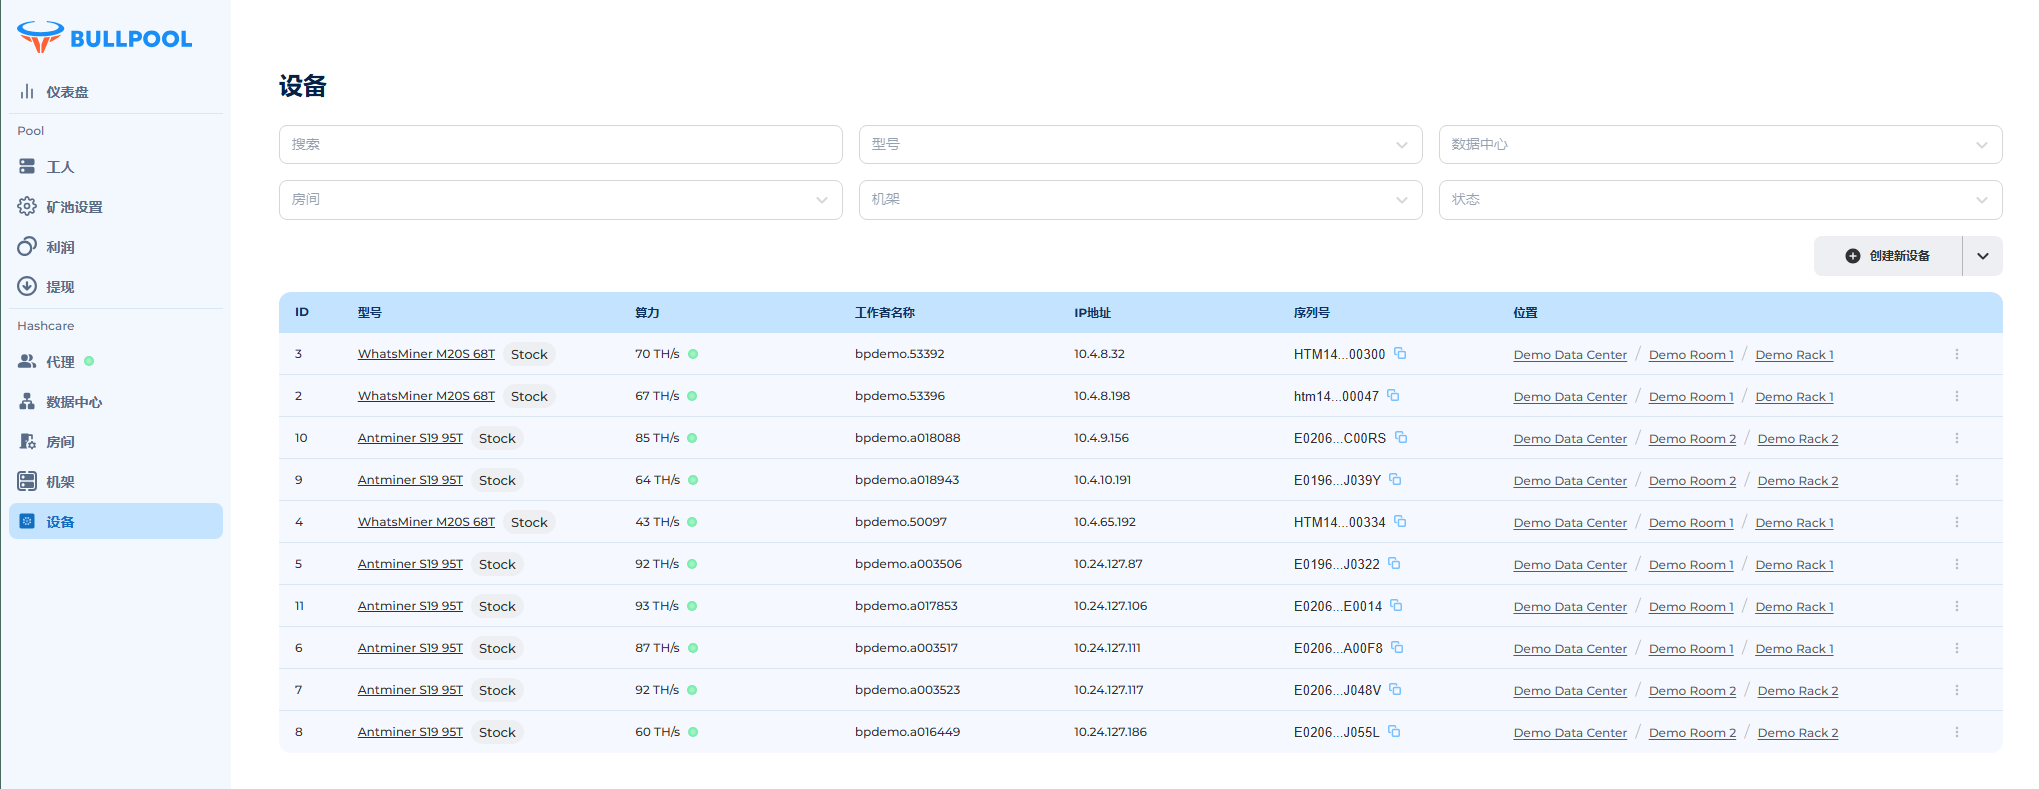 BULLPOOL
仪表盘
Pool
工人
矿池设置
利润
提现
Hashcare
代理
数据中心
房间
机架
设备
设备
搜索 型号 数据中心
房间 机架 状态
创建新设备
ID 型号 算力 工作者名称 IP地址 序列号 位置
3 WhatsMiner M20S 68T Stock 70 TH/s bpdemo.53392 10.4.8.32 HTM14...00300 Demo Data Center / Demo Room 1 / Demo Rack 1
2 WhatsMiner M20S 68T Stock 67 TH/s bpdemo.53396 10.4.8.198 htm14...00047 Demo Data Center / Demo Room 1 / Demo Rack 1
10 Antminer S19 95T Stock 85 TH/s bpdemo.a018088 10.4.9.156 E0206...C00RS Demo Data Center / Demo Room 2 / Demo Rack 2
9 Antminer S19 95T Stock 64 TH/s bpdemo.a018943 10.4.10.191 E0196...J039Y Demo Data Center / Demo Room 2 / Demo Rack 2
4 WhatsMiner M20S 68T Stock 43 TH/s bpdemo.50097 10.4.65.192 HTM14...00334 Demo Data Center / Demo Room 1 / Demo Rack 1
5 Antminer S19 95T Stock 92 TH/s bpdemo.a003506 10.24.127.87 E0196...J0322 Demo Data Center / Demo Room 1 / Demo Rack 1
11 Antminer S19 95T Stock 93 TH/s bpdemo.a017853 10.24.127.106 E0206...E0014 Demo Data Center / Demo Room 1 / Demo Rack 1
6 Antminer S19 95T Stock 87 TH/s bpdemo.a003517 10.24.127.111 E0206...A00F8 Demo Data Center / Demo Room 1 / Demo Rack 1
7 Antminer S19 95T Stock 92 TH/s bpdemo.a003523 10.24.127.117 E0206...J048V Demo Data Center / Demo Room 2 / Demo Rack 2
8 Antminer S19 95T Stock 60 TH/s bpdemo.a016449 10.24.127.186 E0206...J055L Demo Data Center / Demo Room 2 / Demo Rack 2